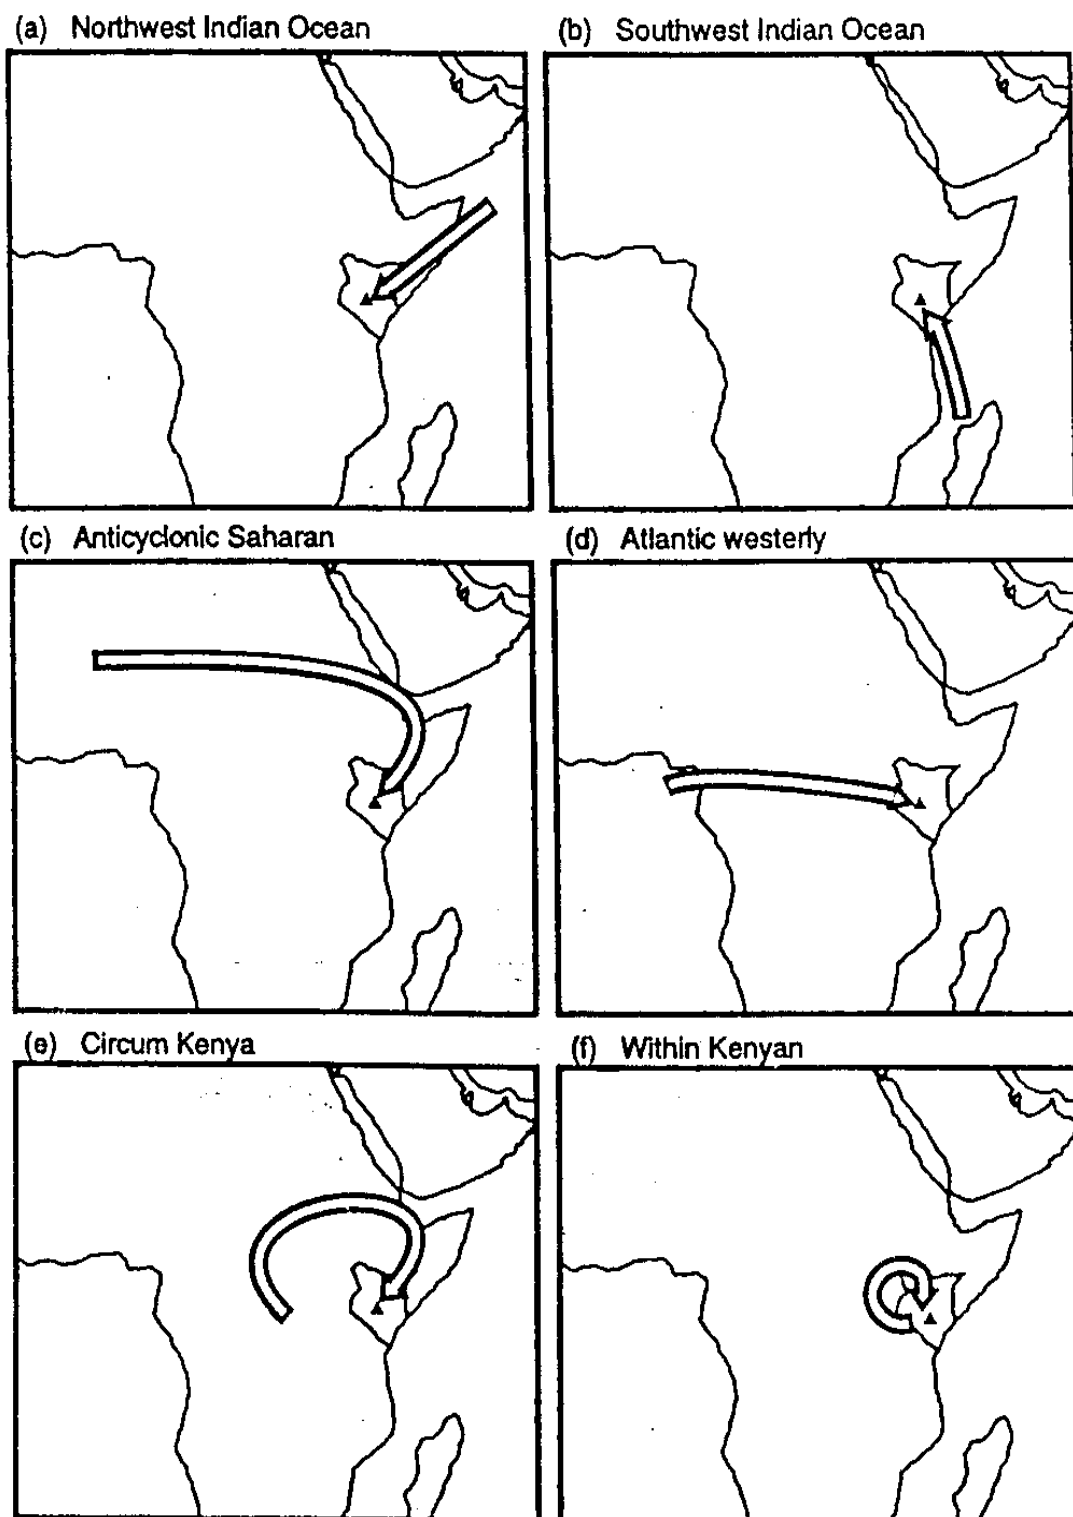 (a) Northwest Indian Ocean
(b) Southwest Indian Ocean
(c) Anticyclonic Saharan
(d) Atlantic westerly
(e) Circum Kenya
(f) Within Kenyan